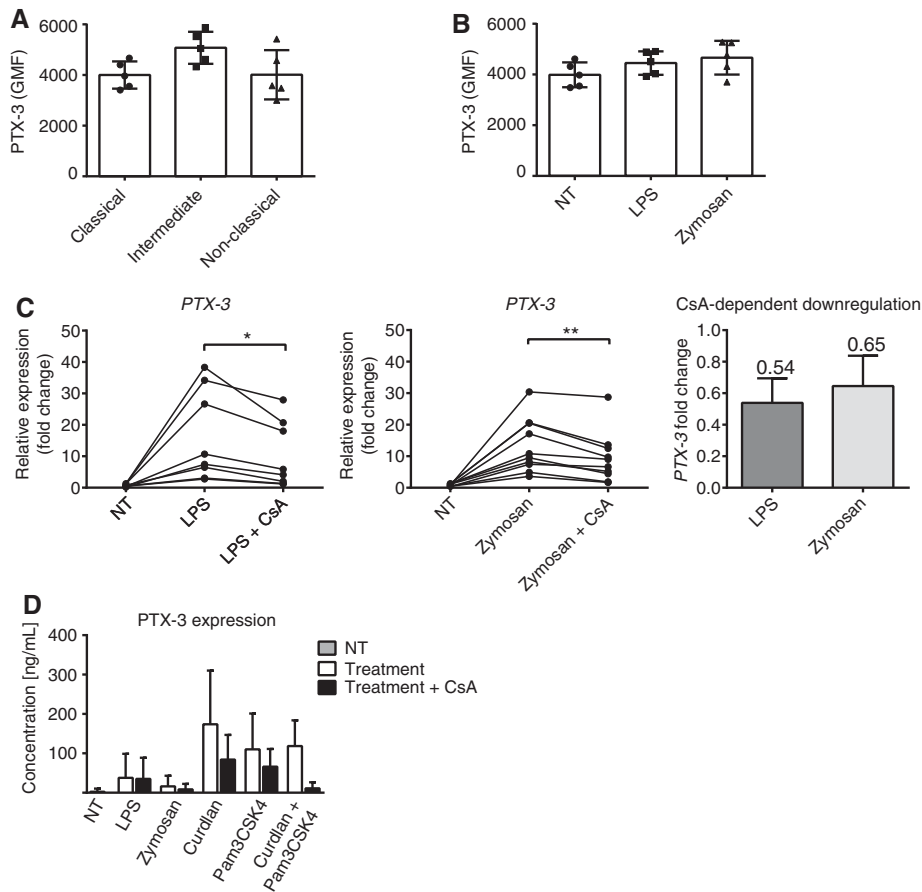 A
PTX-3 (GMF)
6000
4000
2000
0
Classical
Intermediate
Non-classical
B
PTX-3 (GMF)
6000
4000
2000
0
NT
LPS
Zymosan
C
PTX-3
Relative expression
(fold change)
50
40
30
20
10
0
*
NT
LPS
LPS + CsA
PTX-3
Relative expression
(fold change)
50
40
30
20
10
0
**
NT
Zymosan
Zymosan + CsA
CsA-dependent downregulation
PTX-3 fold change
1.0
0.8
0.6
0.4
0.2
0.0
0.54
0.65
LPS
Zymosan
D
PTX-3 expression
Concentration [ng/mL]
400
300
200
100
NT
LPS
Zymosan
Curdlan
Pam3CSK4
Curdlan +
Pam3CSK4
NT
Treatment
Treatment + CsA